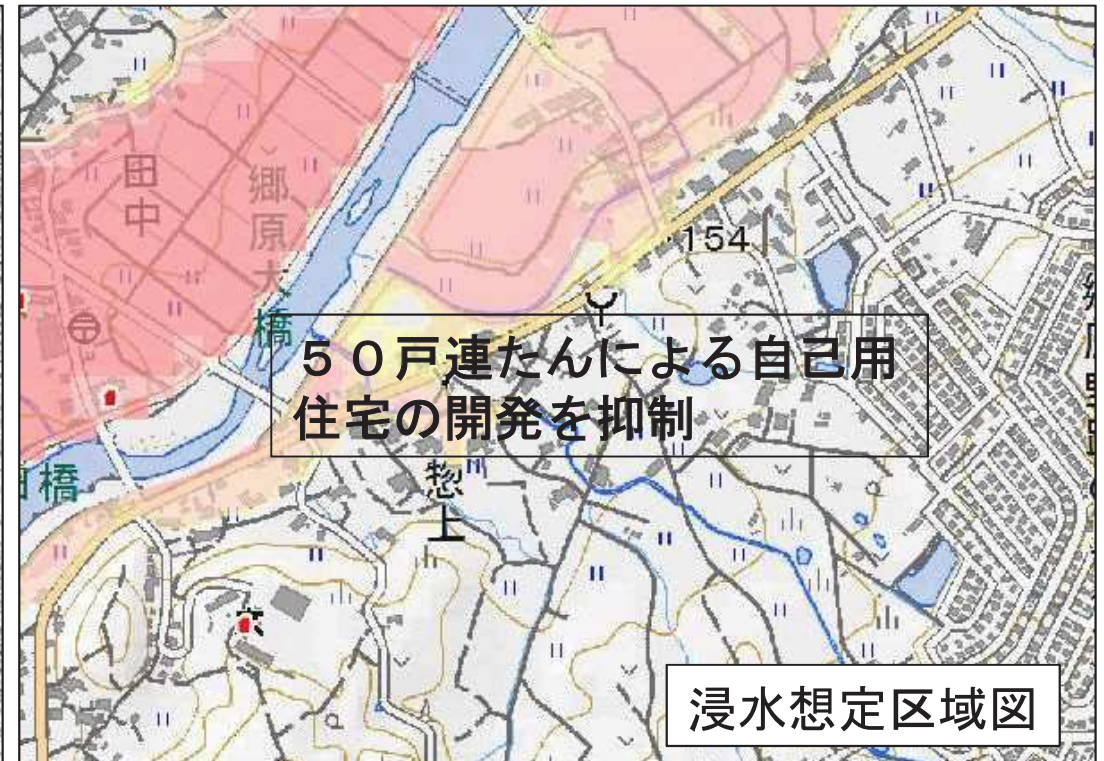 田中
郷原大橋
154
５０戸連たんによる自己用
住宅の開発を抑制
橋
惣上
浸水想定区域図